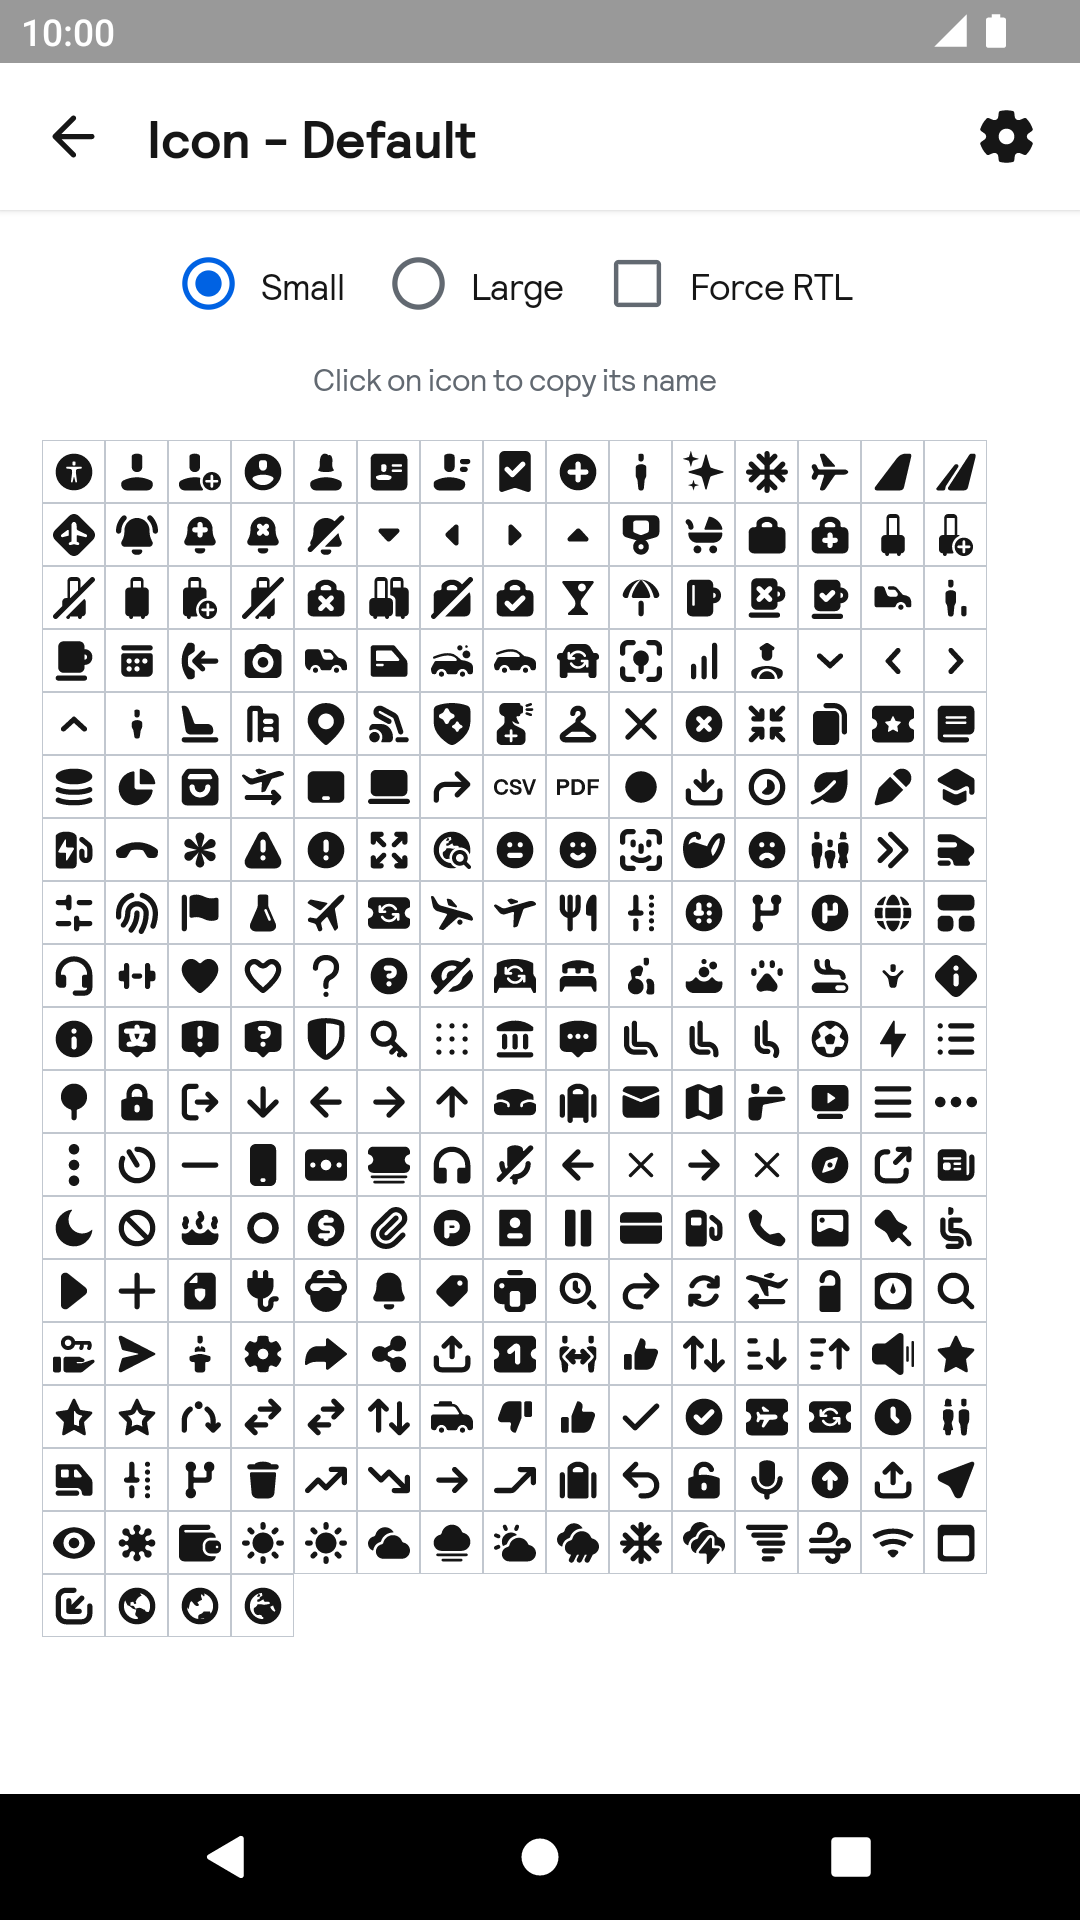 10:00
Icon - Default
Small Large Force RTL
Click on icon to copy its name
CSV PDF